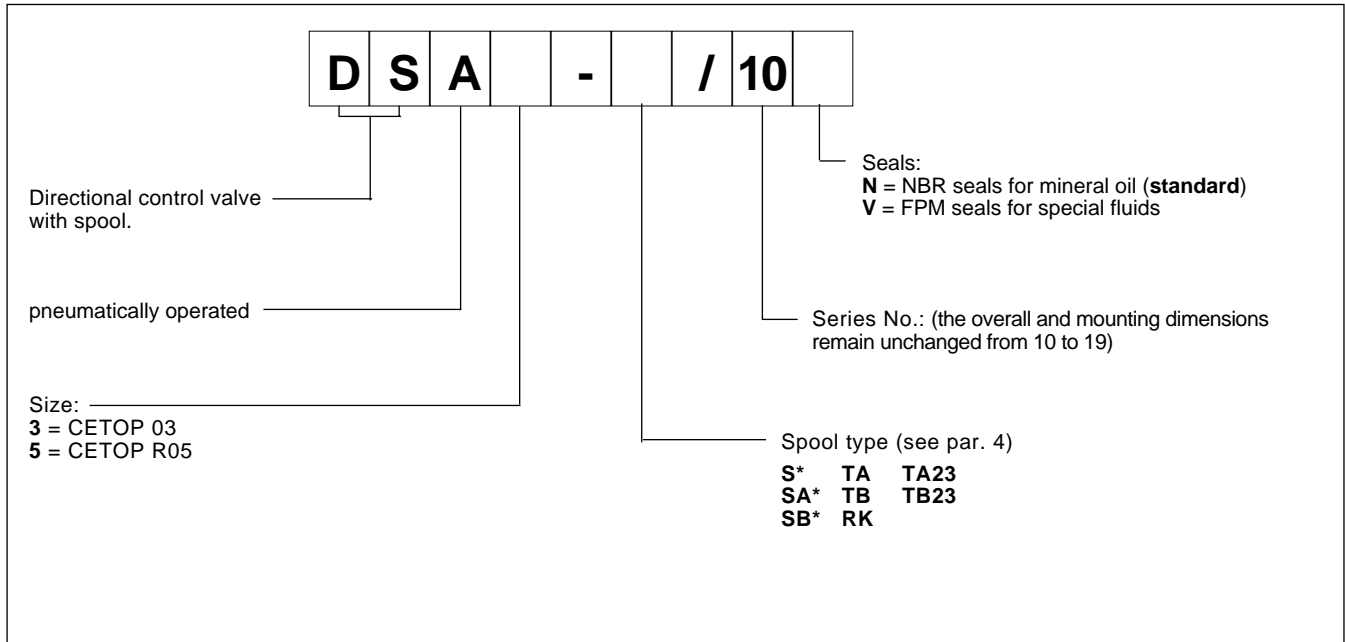 DSA - / 10
Seals:
N = NBR seals for mineral oil (standard)
V = FPM seals for special fluids
Directional control valve
with spool.
pneumatically operated
Series No.: (the overall and mounting dimensions
remain unchanged from 10 to 19)
Size:
3 = CETOP 03
5 = CETOP R05
Spool type (see par. 4)
S* TA TA23
SA* TB TB23
SB* RK